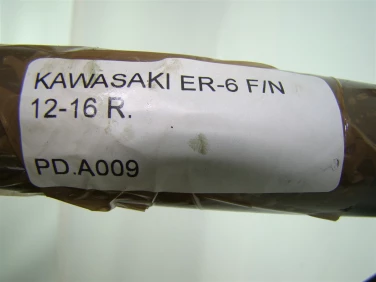 KAWASAKI ER-6 F/N
12-16 R.
PD.A009